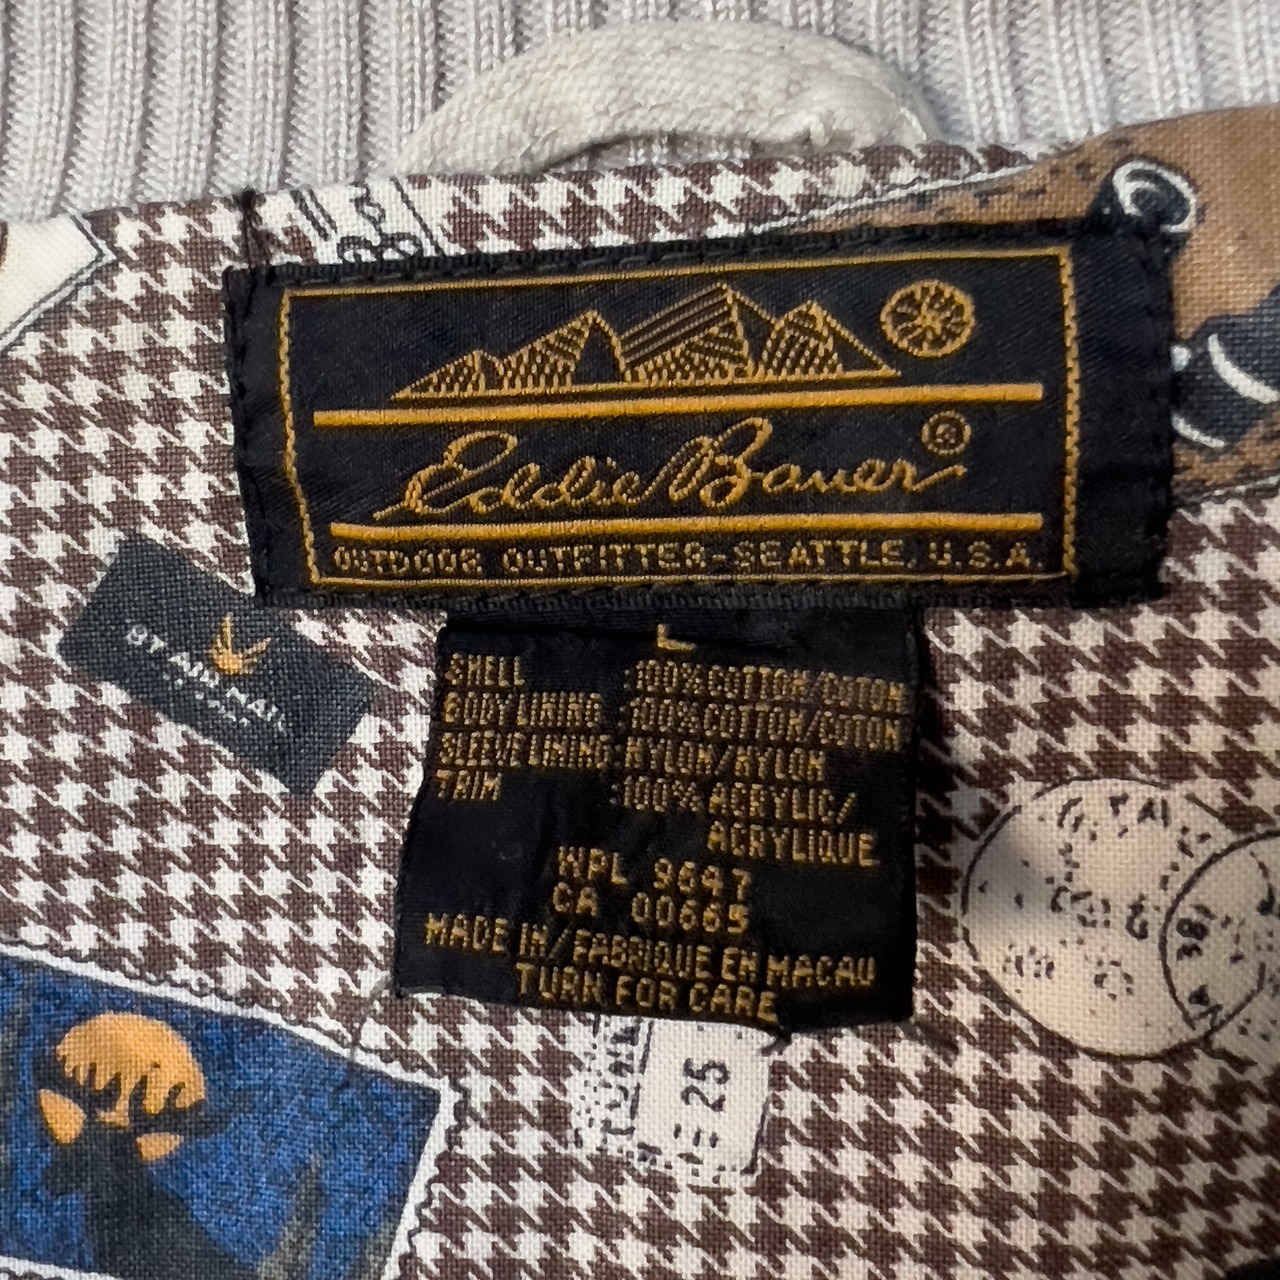 Eddie Bauer®
OUTDOOR OUTFITTER-SEATTLE, U.S.A.
L
SHELL 100% COTTON/COTON
BODY LINING 100% COTTON/COTON
SLEEVE LINING NYLON/NYLON
TRIM 100% ACRYLIC/
ACRYLIQUE
WPL 9647
CA 00665
MADE IN/FABRIQUE EN MACAU
TURN FOR CARE
BY AIR MAIL
25